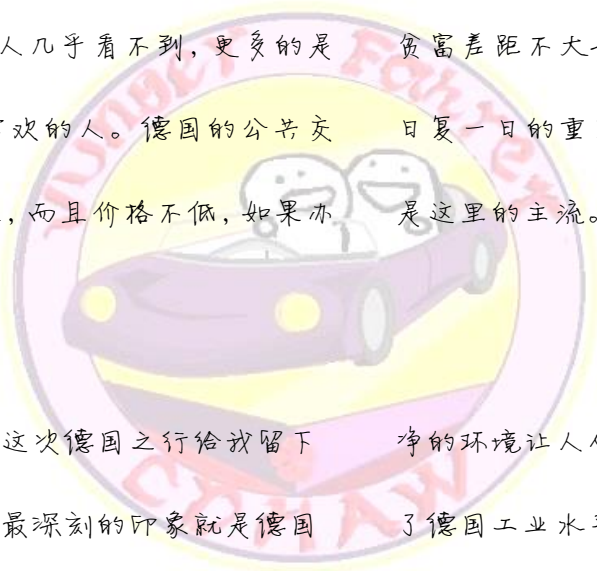 人几乎看不到，更多的是
欢的人。德国的公共交
，而且价格不低，如果办
贫富差距不大
日复一日的重
是这里的主流。
这次德国之行给我留下
最深刻的印象就是德国
净的环境让人
了德国工业水
Fahrer
CDHAW